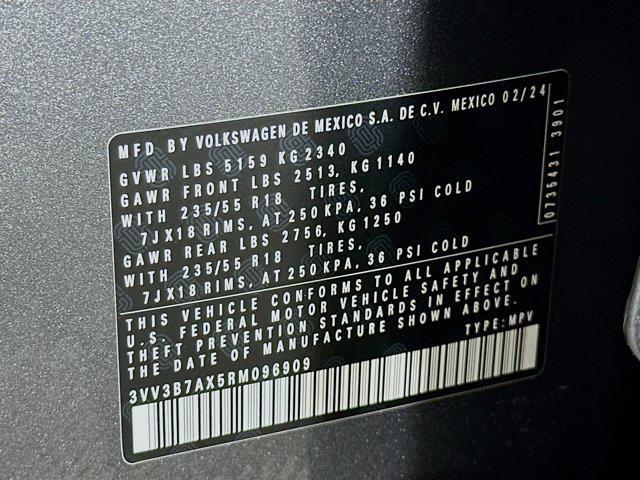 MFD BY VOLKSWAGEN DE MEXICO S.A. DE C.V. MEXICO 02/24
GVWR LBS 5159 KG 2340
GAWR FRONT LBS 2513, KG 1140
WITH 235/55 R18 TIRES,
7JX18 RIMS, AT 250 KPA, 36 PSI COLD
GAWR REAR LBS 2756, KG 1250
WITH 235/55 R18 TIRES,
7JX18 RIMS, AT 250 KPA, 36 PSI COLD
THIS VEHICLE CONFORMS TO ALL APPLICABLE
U.S. FEDERAL MOTOR VEHICLE SAFETY AND
THEFT PREVENTION STANDARDS IN EFFECT ON
THE DATE OF MANUFACTURE SHOWN ABOVE.
3VV3B7AX5RM096909 TYPE: MPV
0735431 3901